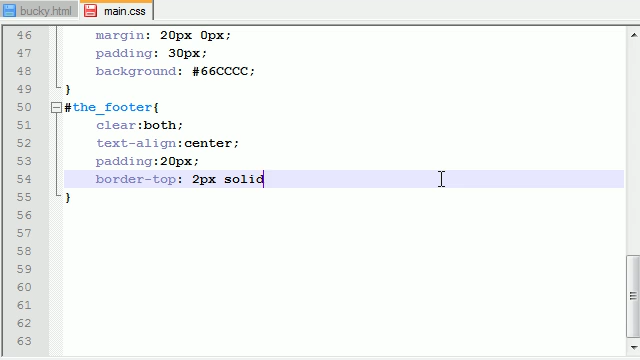 bucky.html main.css
46 margin: 20px 0px;
47 padding: 30px;
48 background: #66CCCC;
49 }
50 #the_footer{
51 clear:both;
52 text-align:center;
53 padding:20px;
54 border-top: 2px solid
55 }
56
57
58
59
60
61
62
63